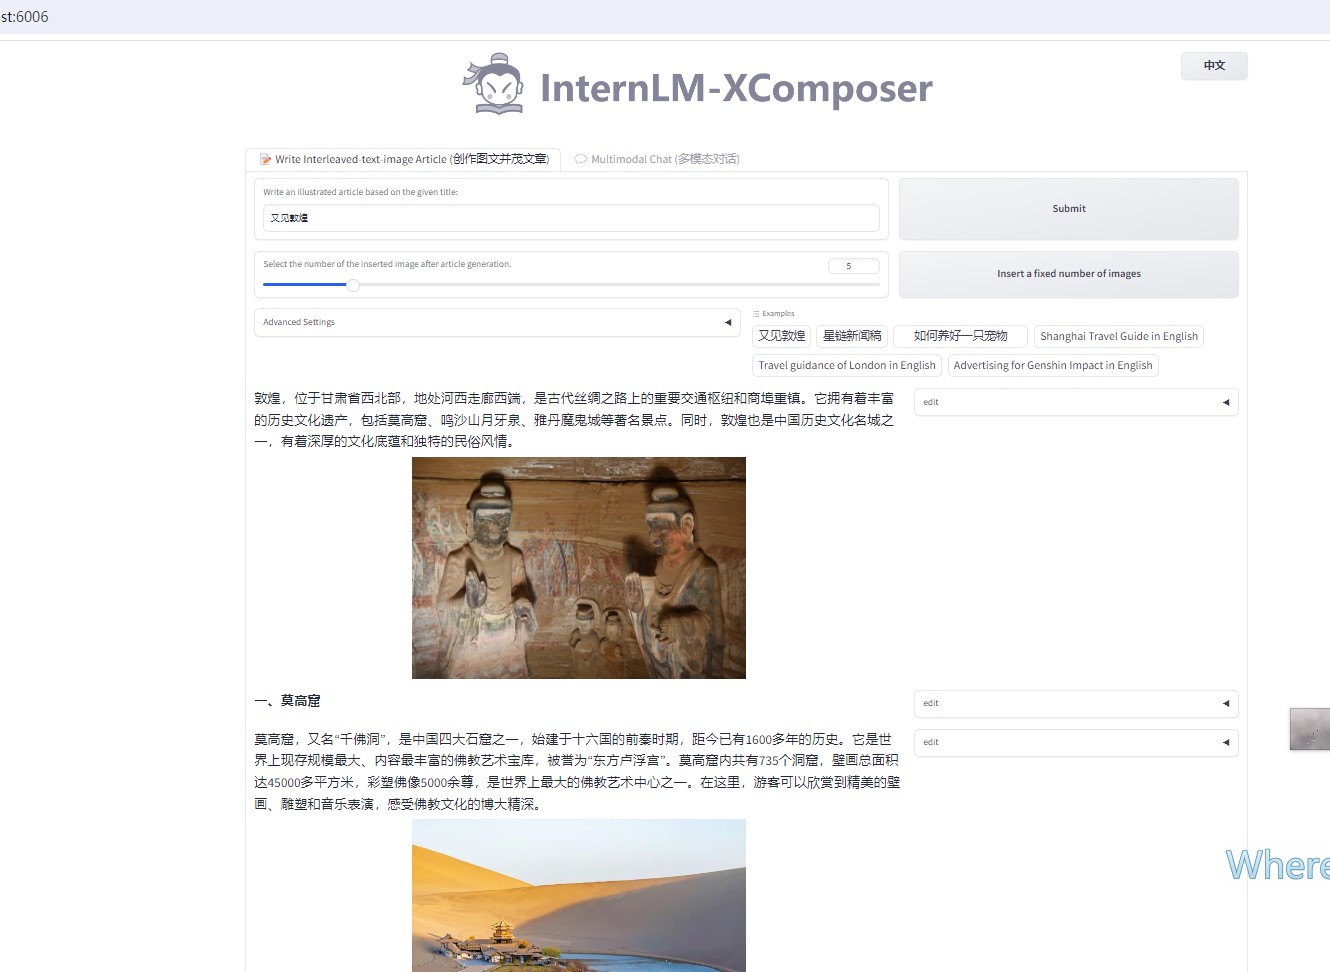 st:6006
InternLM-XComposer
中文
Write Interleaved-text-image Article (创作图文并茂文章)
Multimodal Chat (多模态对话)
Write an illustrated article based on the given title:
又见敦煌
Submit
Select the number of the inserted image after article generation.
5
Insert a fixed number of images
Advanced Settings
Examples
又见敦煌
星链新闻稿
如何养好一只宠物
Shanghai Travel Guide in English
Travel guidance of London in English
Advertising for Genshin Impact in English
敦煌，位于甘肃省西北部，地处河西走廊西端，是古代丝绸之路上的重要交通枢纽和商埠重镇。它拥有着丰富
的历史文化遗产，包括莫高窟、鸣沙山月牙泉、雅丹魔鬼城等著名景点。同时，敦煌也是中国历史文化名城之
一，有着深厚的文化底蕴和独特的民俗风情。
edit
一、莫高窟
edit
莫高窟，又名“千佛洞”，是中国四大石窟之一，始建于十六国的前秦时期，距今已有1600多年的历史。它是世
界上现存规模最大、内容最丰富的佛教艺术宝库，被誉为“东方卢浮宫”。莫高窟内共有735个洞窟，壁画总面积
达45000多平方米，彩塑佛像5000余尊，是世界上最大的佛教艺术中心之一。在这里，游客可以欣赏到精美的壁
画、雕塑和音乐表演，感受佛教文化的博大精深。
edit
Where